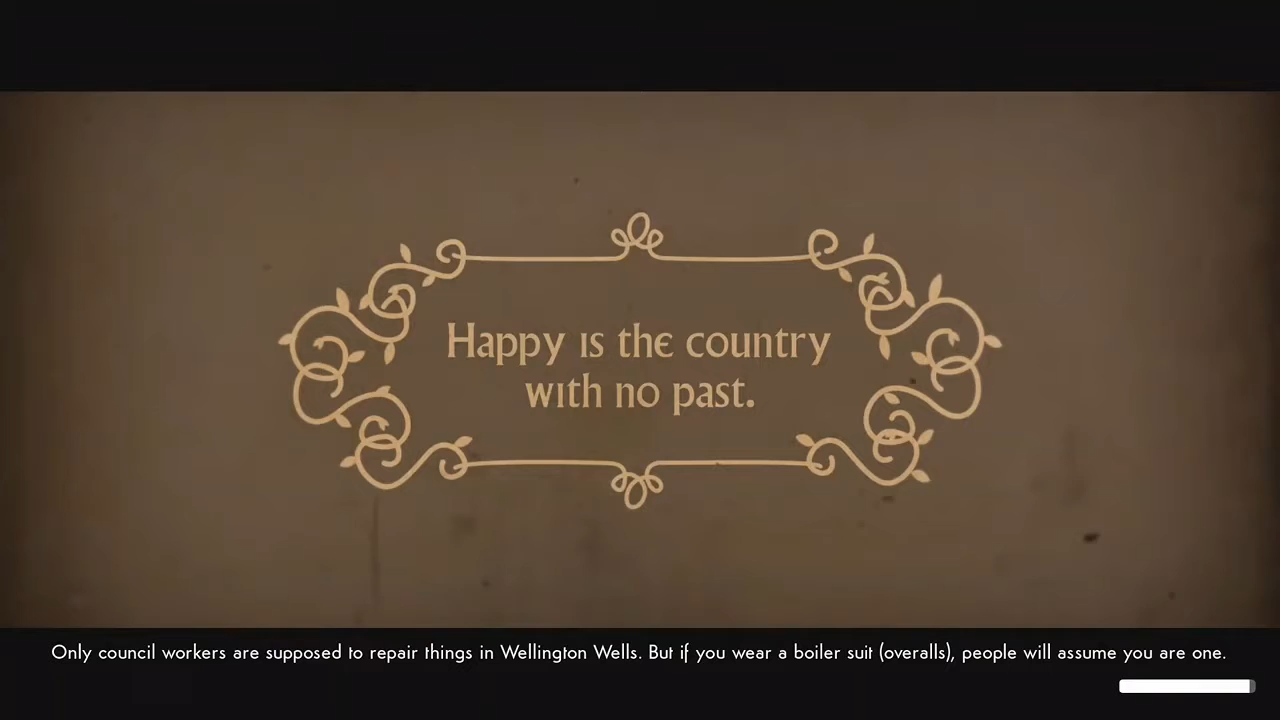 Happy is the country
with no past.
Only council workers are supposed to repair things in Wellington Wells. But if you wear a boiler suit (overalls), people will assume you are one.